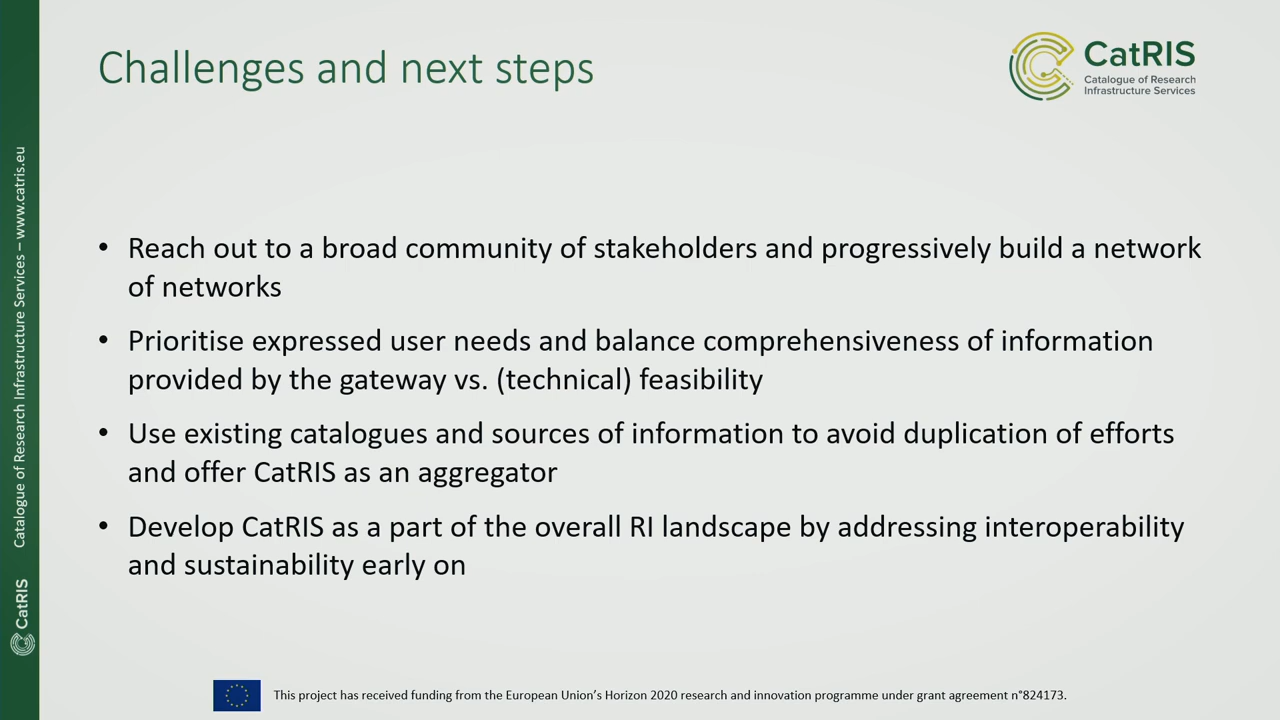 Challenges and next steps
CatRIS
Catalogue of Research
Infrastructure Services
• Reach out to a broad community of stakeholders and progressively build a network
of networks
• Prioritise expressed user needs and balance comprehensiveness of information
provided by the gateway vs. (technical) feasibility
• Use existing catalogues and sources of information to avoid duplication of efforts
and offer CatRIS as an aggregator
• Develop CatRIS as a part of the overall RI landscape by addressing interoperability
and sustainability early on
CatRIS Catalogue of Research Infrastructure Services – www.catris.eu
This project has received funding from the European Union’s Horizon 2020 research and innovation programme under grant agreement n°824173.